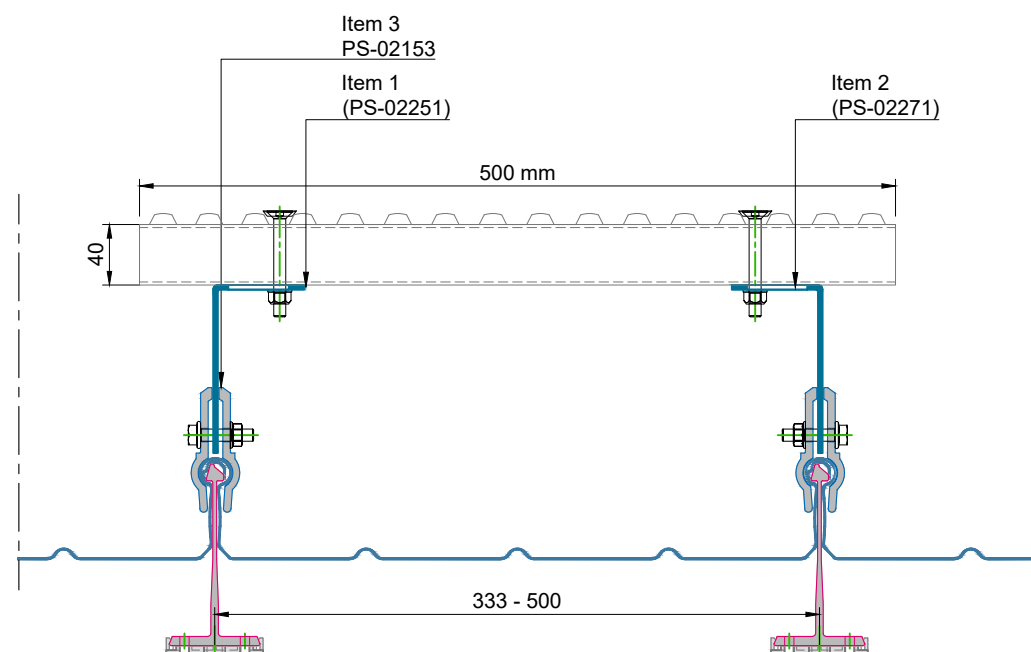 Item 3
PS-02153
Item 1
(PS-02251)
Item 2
(PS-02271)
500 mm
40
333 - 500